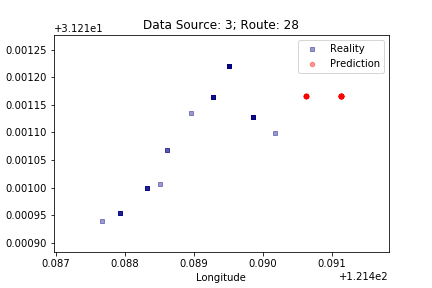 Data Source: 3; Route: 28
+3.121e1
Reality
Prediction
0.00125
0.00120
0.00115
0.00110
0.00105
0.00100
0.00095
0.00090
0.087 0.088 0.089 0.090 0.091
Longitude
+1.214e2